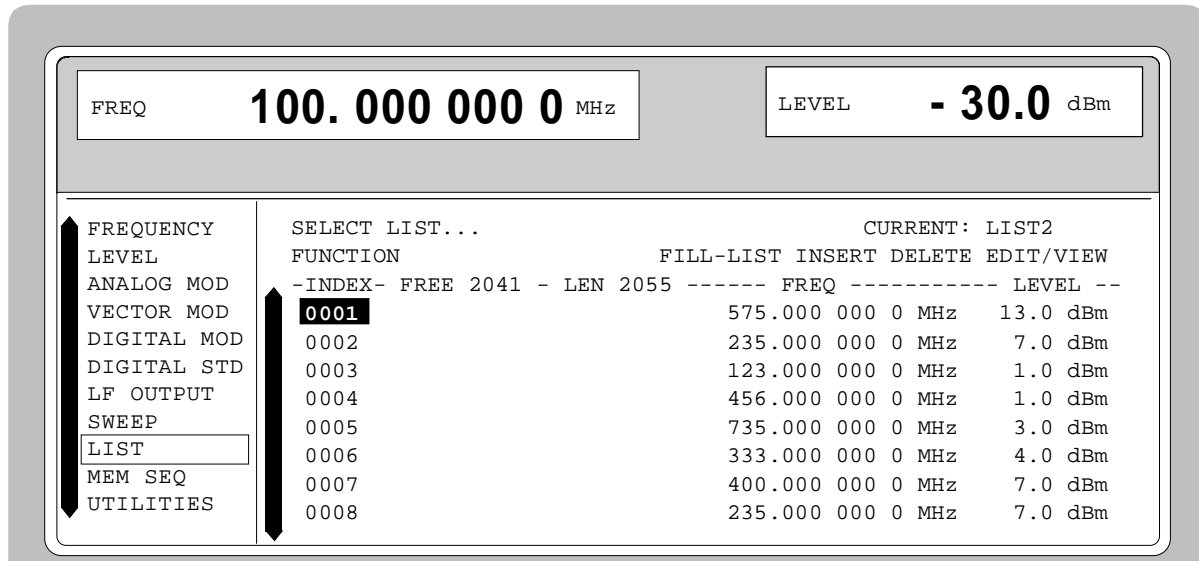 FREQ 100. 000 000 0 MHz LEVEL - 30.0 dBm
FREQUENCY
LEVEL
ANALOG MOD
VECTOR MOD
DIGITAL MOD
DIGITAL STD
LF OUTPUT
SWEEP
LIST
MEM SEQ
UTILITIES
SELECT LIST... CURRENT: LIST2
FUNCTION FILL-LIST INSERT DELETE EDIT/VIEW
-INDEX- FREE 2041 - LEN 2055 ------ FREQ ----------- LEVEL --
0001 575.000 000 0 MHz 13.0 dBm
0002 235.000 000 0 MHz 7.0 dBm
0003 123.000 000 0 MHz 1.0 dBm
0004 456.000 000 0 MHz 1.0 dBm
0005 735.000 000 0 MHz 3.0 dBm
0006 333.000 000 0 MHz 4.0 dBm
0007 400.000 000 0 MHz 7.0 dBm
0008 235.000 000 0 MHz 7.0 dBm